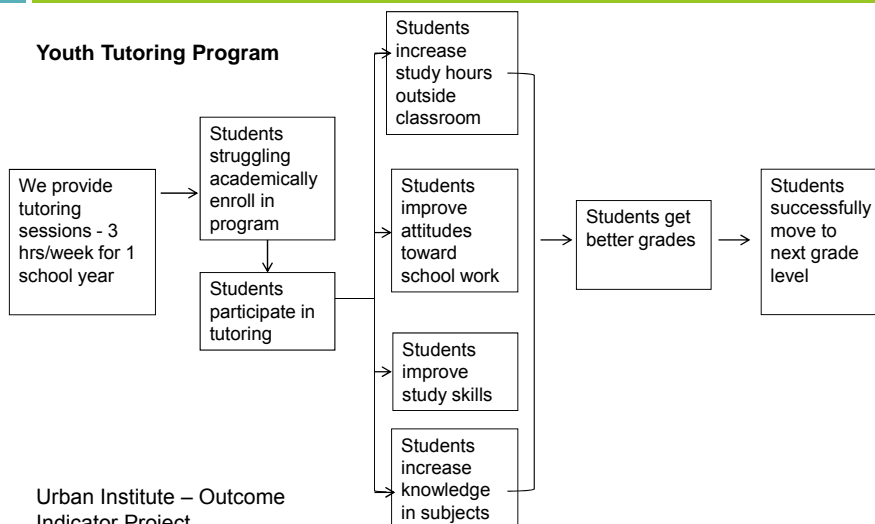 Youth Tutoring Program
We provide
tutoring
sessions - 3
hrs/week for 1
school year
Students
struggling
academically
enroll in
program
Students
participate in
tutoring
Students
increase
study hours
outside
classroom
Students
improve
attitudes
toward
school work
Students
improve
study skills
Students
increase
knowledge
in subjects
Students get
better grades
Students
successfully
move to
next grade
level
Urban Institute – Outcome
Indicator Project